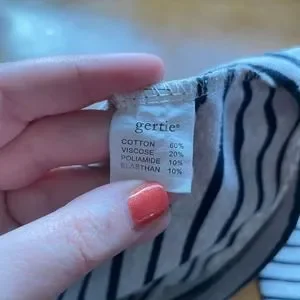 gertie®
COTTON 60%
VISCOSE 20%
POLIAMIDE 10%
ELASTHAN 10%